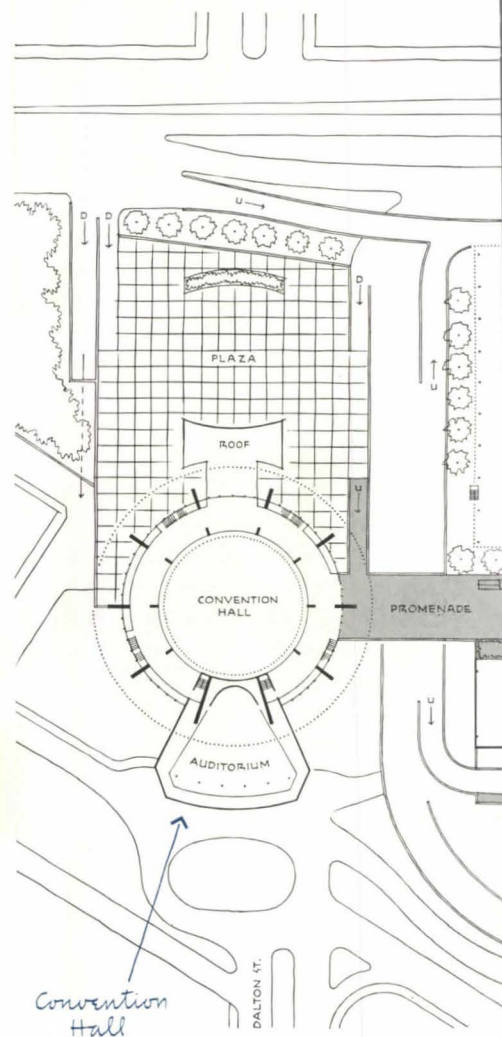 U →
D D
D
PLAZA
U
ROOF
U
CONVENTION
HALL
PROMENADE
U
AUDITORIUM
DALTON ST.
Convention
Hall